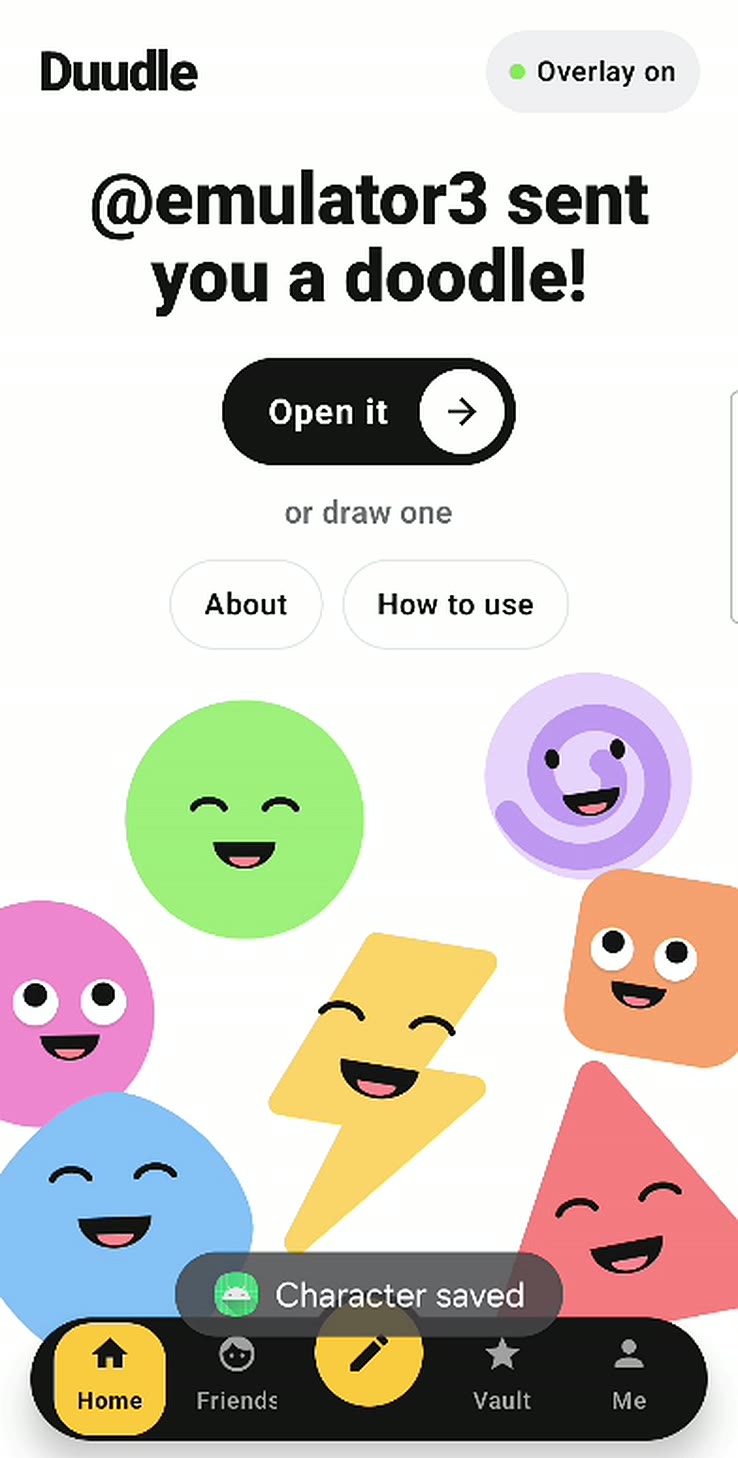 Duudle
Overlay on
@emulator3 sent
you a doodle!
Open it
or draw one
About
How to use
Character saved
Home
Friends
Vault
Me